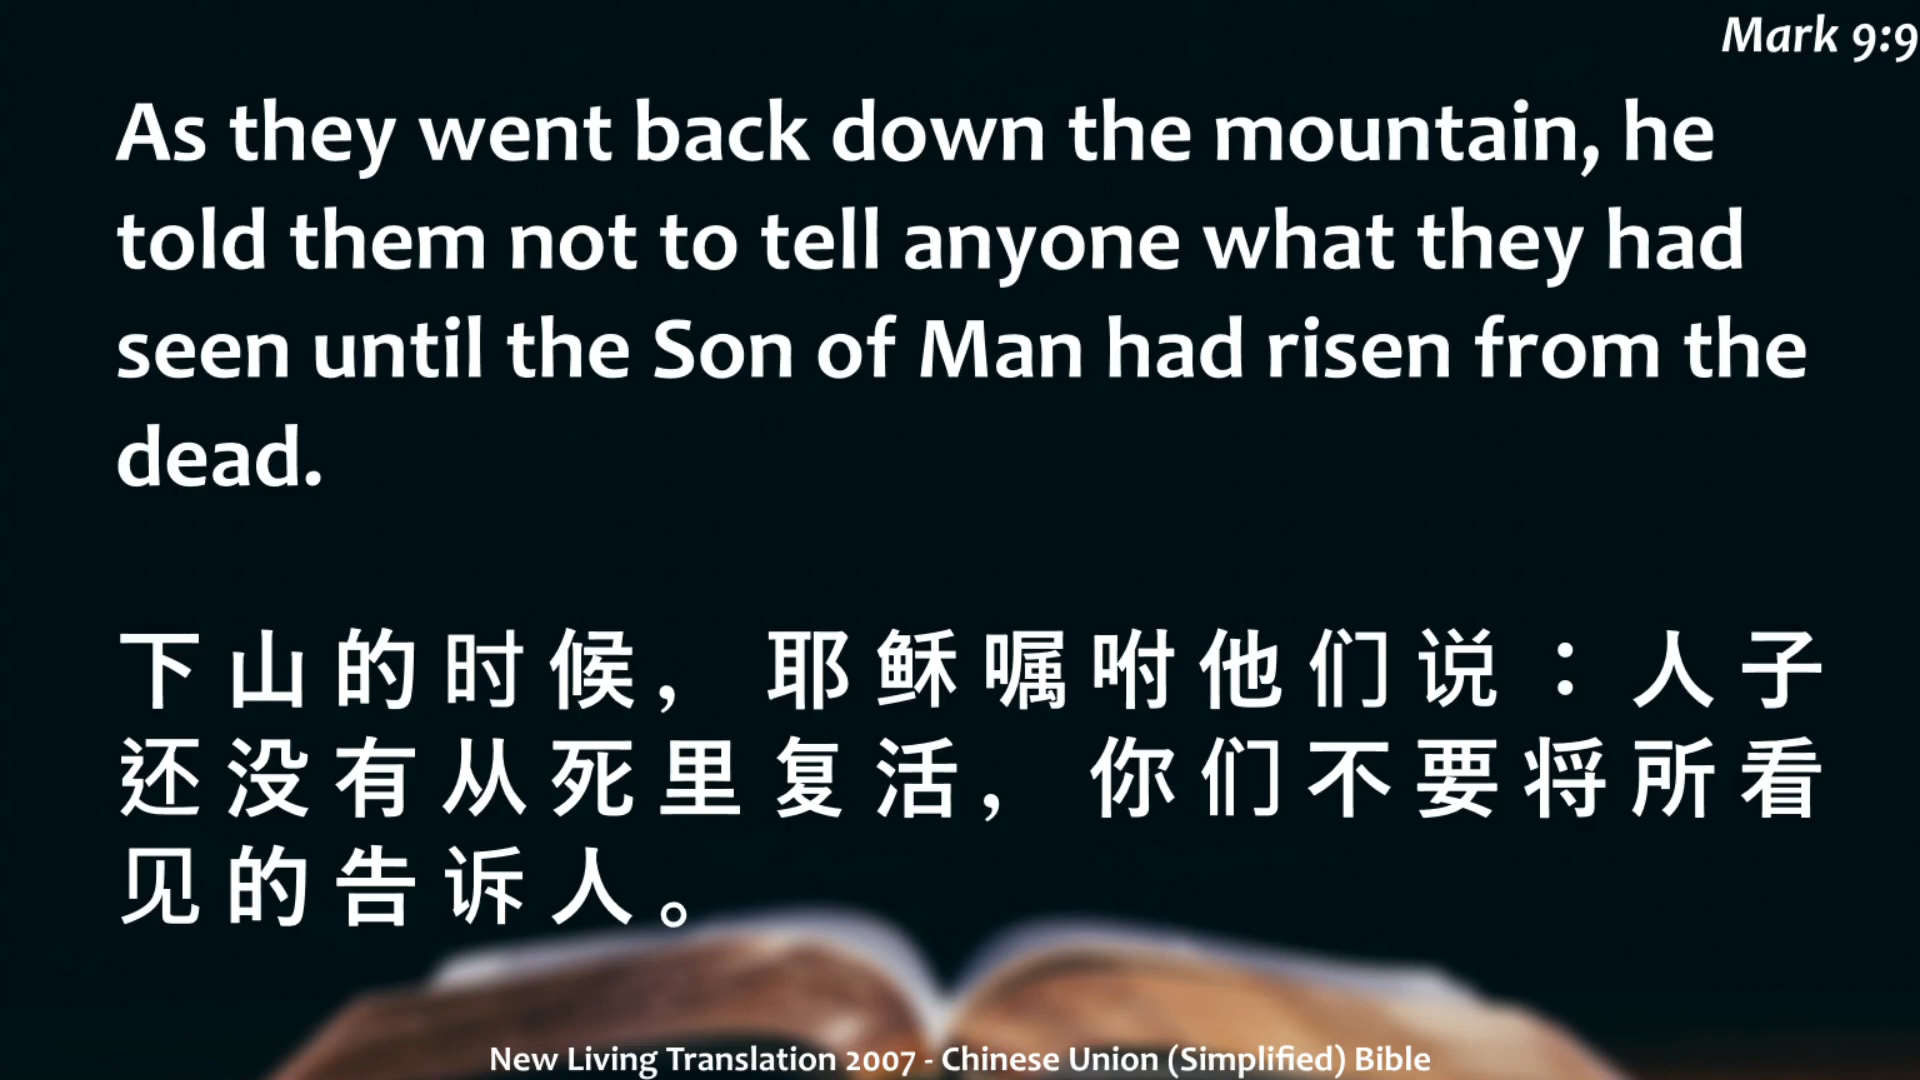 Mark 9:9
As they went back down the mountain, he
told them not to tell anyone what they had
seen until the Son of Man had risen from the
dead.
下山的时候，耶稣嘱咐他们说：人子
还没有从死里复活，你们不要将所看
见的告诉人。
New Living Translation 2007 - Chinese Union (Simplified) Bible